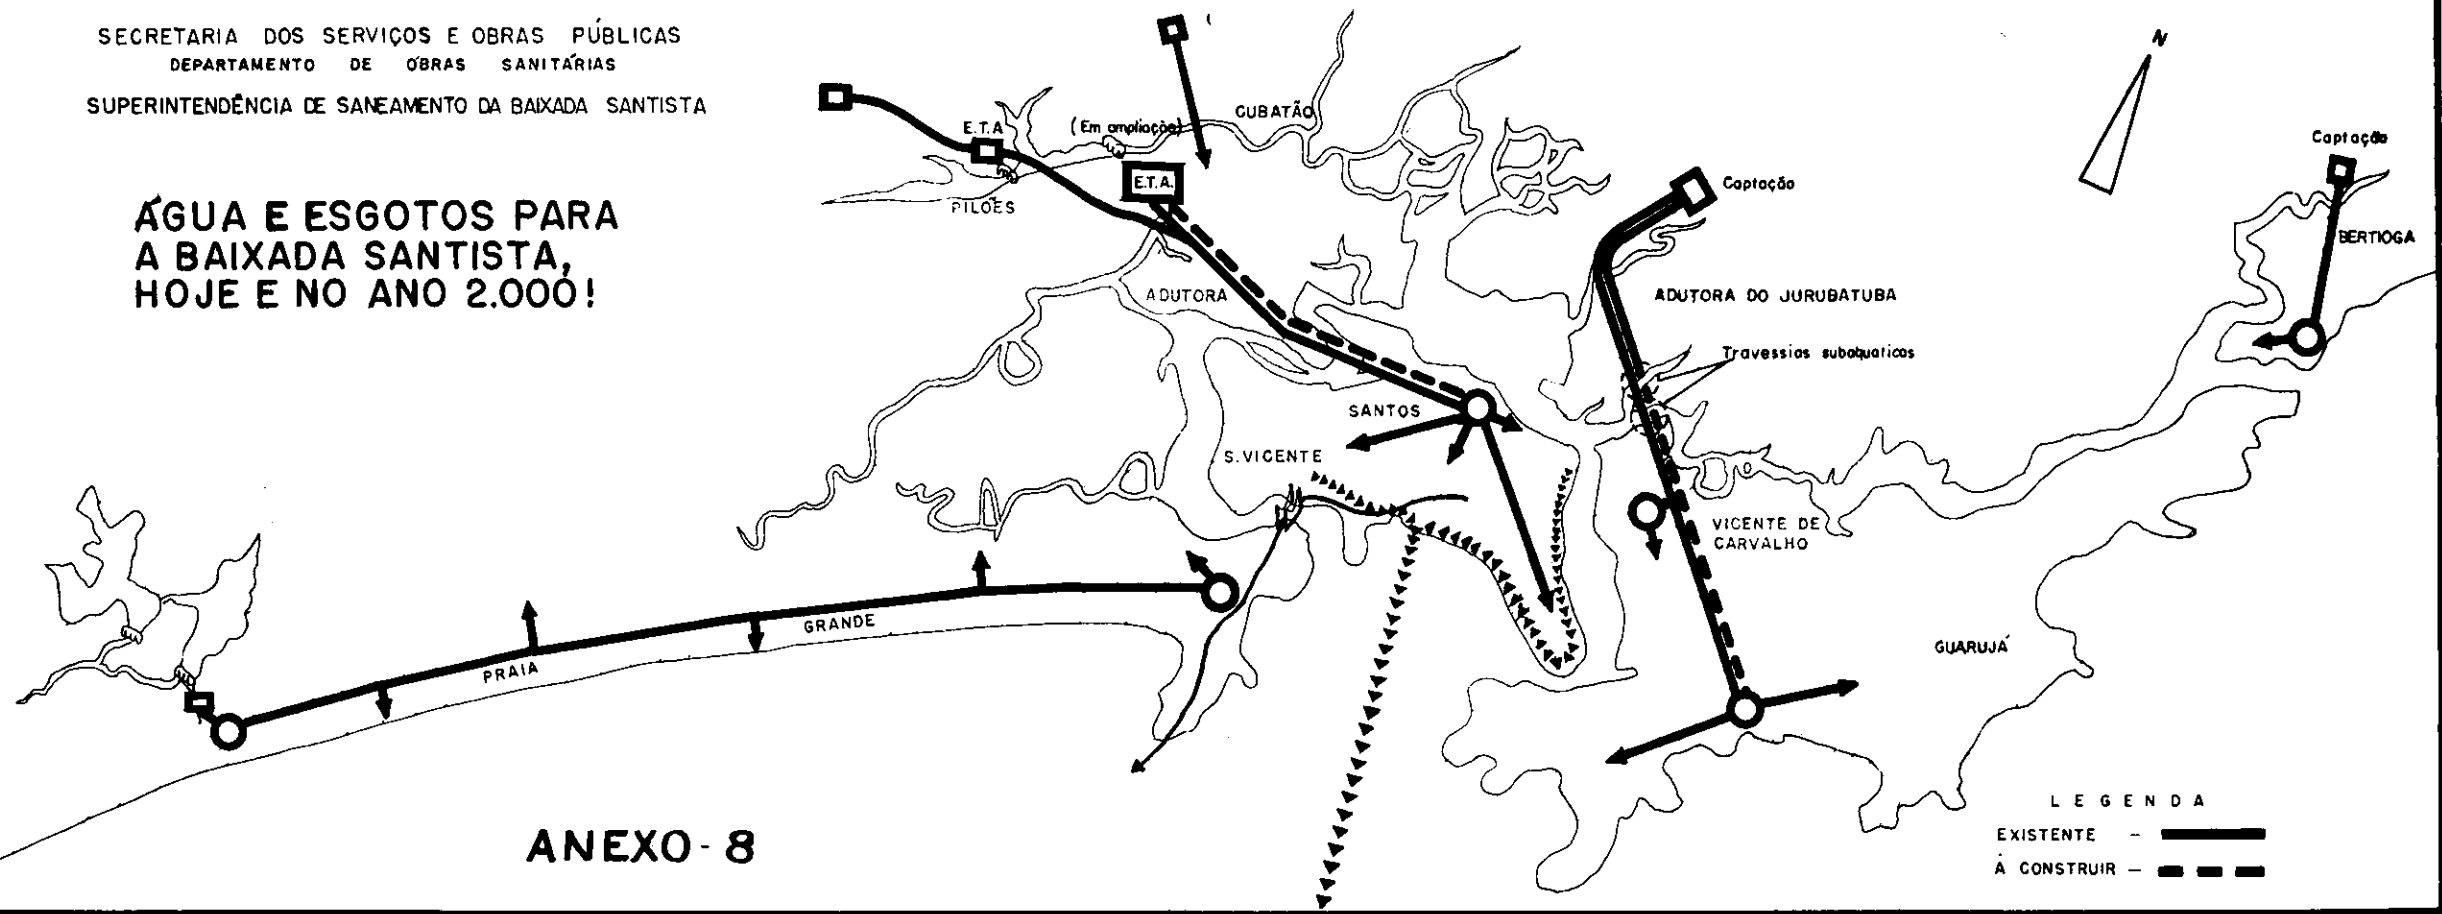 SECRETARIA DOS SERVIÇOS E OBRAS PÚBLICAS
DEPARTAMENTO DE OBRAS SANITÁRIAS
SUPERINTENDÊNCIA DE SANEAMENTO DA BAIXADA SANTISTA
ÁGUA E ESGOTOS PARA
A BAIXADA SANTISTA,
HOJE E NO ANO 2.000!
N
CUBATÃO
E.T.A
(Em ampliação)
E.T.A.
PILÕES
Captação
Captação
BERTIOGA
ADUTORA
ADUTORA DO JURUBATUBA
Travessias subaquaticas
SANTOS
S. VICENTE
VICENTE DE
CARVALHO
PRAIA GRANDE
GUARUJÁ
LEGENDA
EXISTENTE -
À CONSTRUIR -
ANEXO - 8